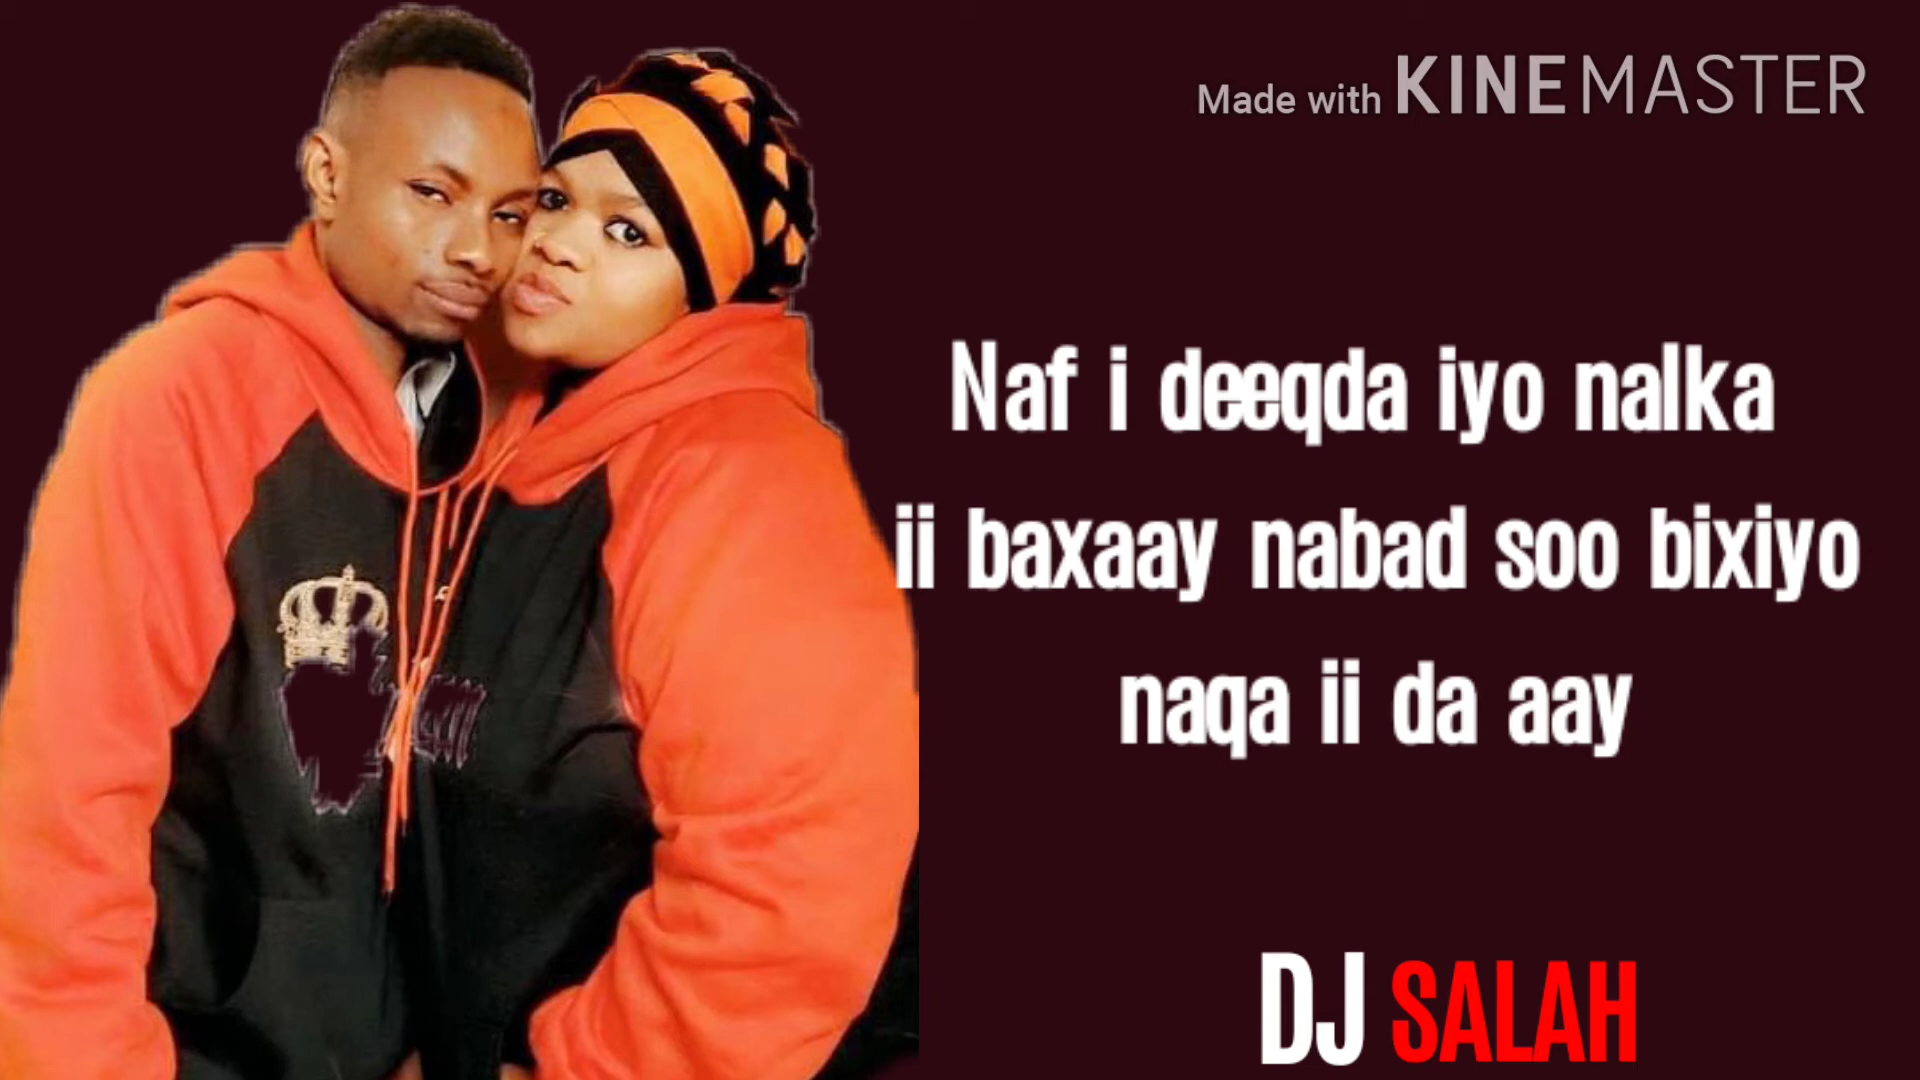 Made with KINEMASTER
Naf i deeqda iyo nalka
ii baxaay nabad soo bixiyo
naqa ii da aay
DJ SALAH